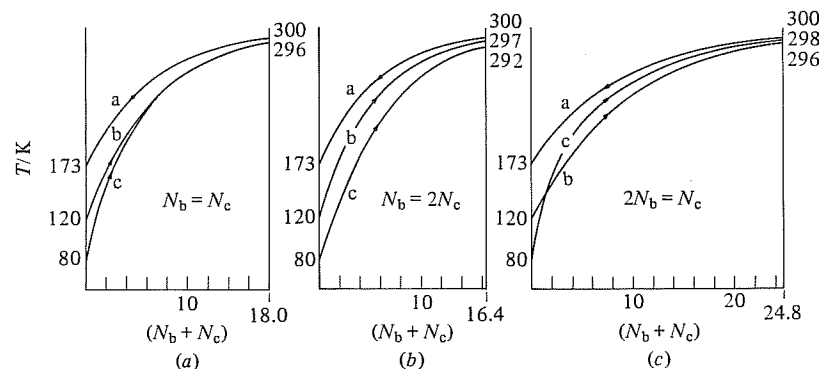 T/K
300
296
173
120
80
a
b
c
N_b = N_c
10
18.0
(N_b + N_c)
(a)
300
297
292
173
120
80
a
b
c
N_b = 2N_c
10
16.4
(N_b + N_c)
(b)
300
298
296
173
120
80
a
c
b
2N_b = N_c
10
20
24.8
(N_b + N_c)
(c)